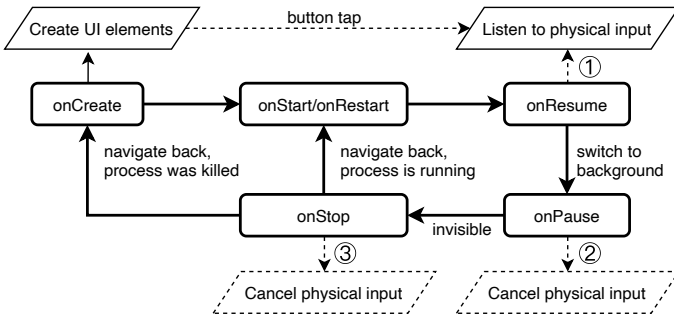 Create UI elements
button tap
Listen to physical input
①
onCreate
onStart/onRestart
onResume
navigate back,
process was killed
navigate back,
process is running
switch to
background
onStop
invisible
onPause
③
②
Cancel physical input
Cancel physical input